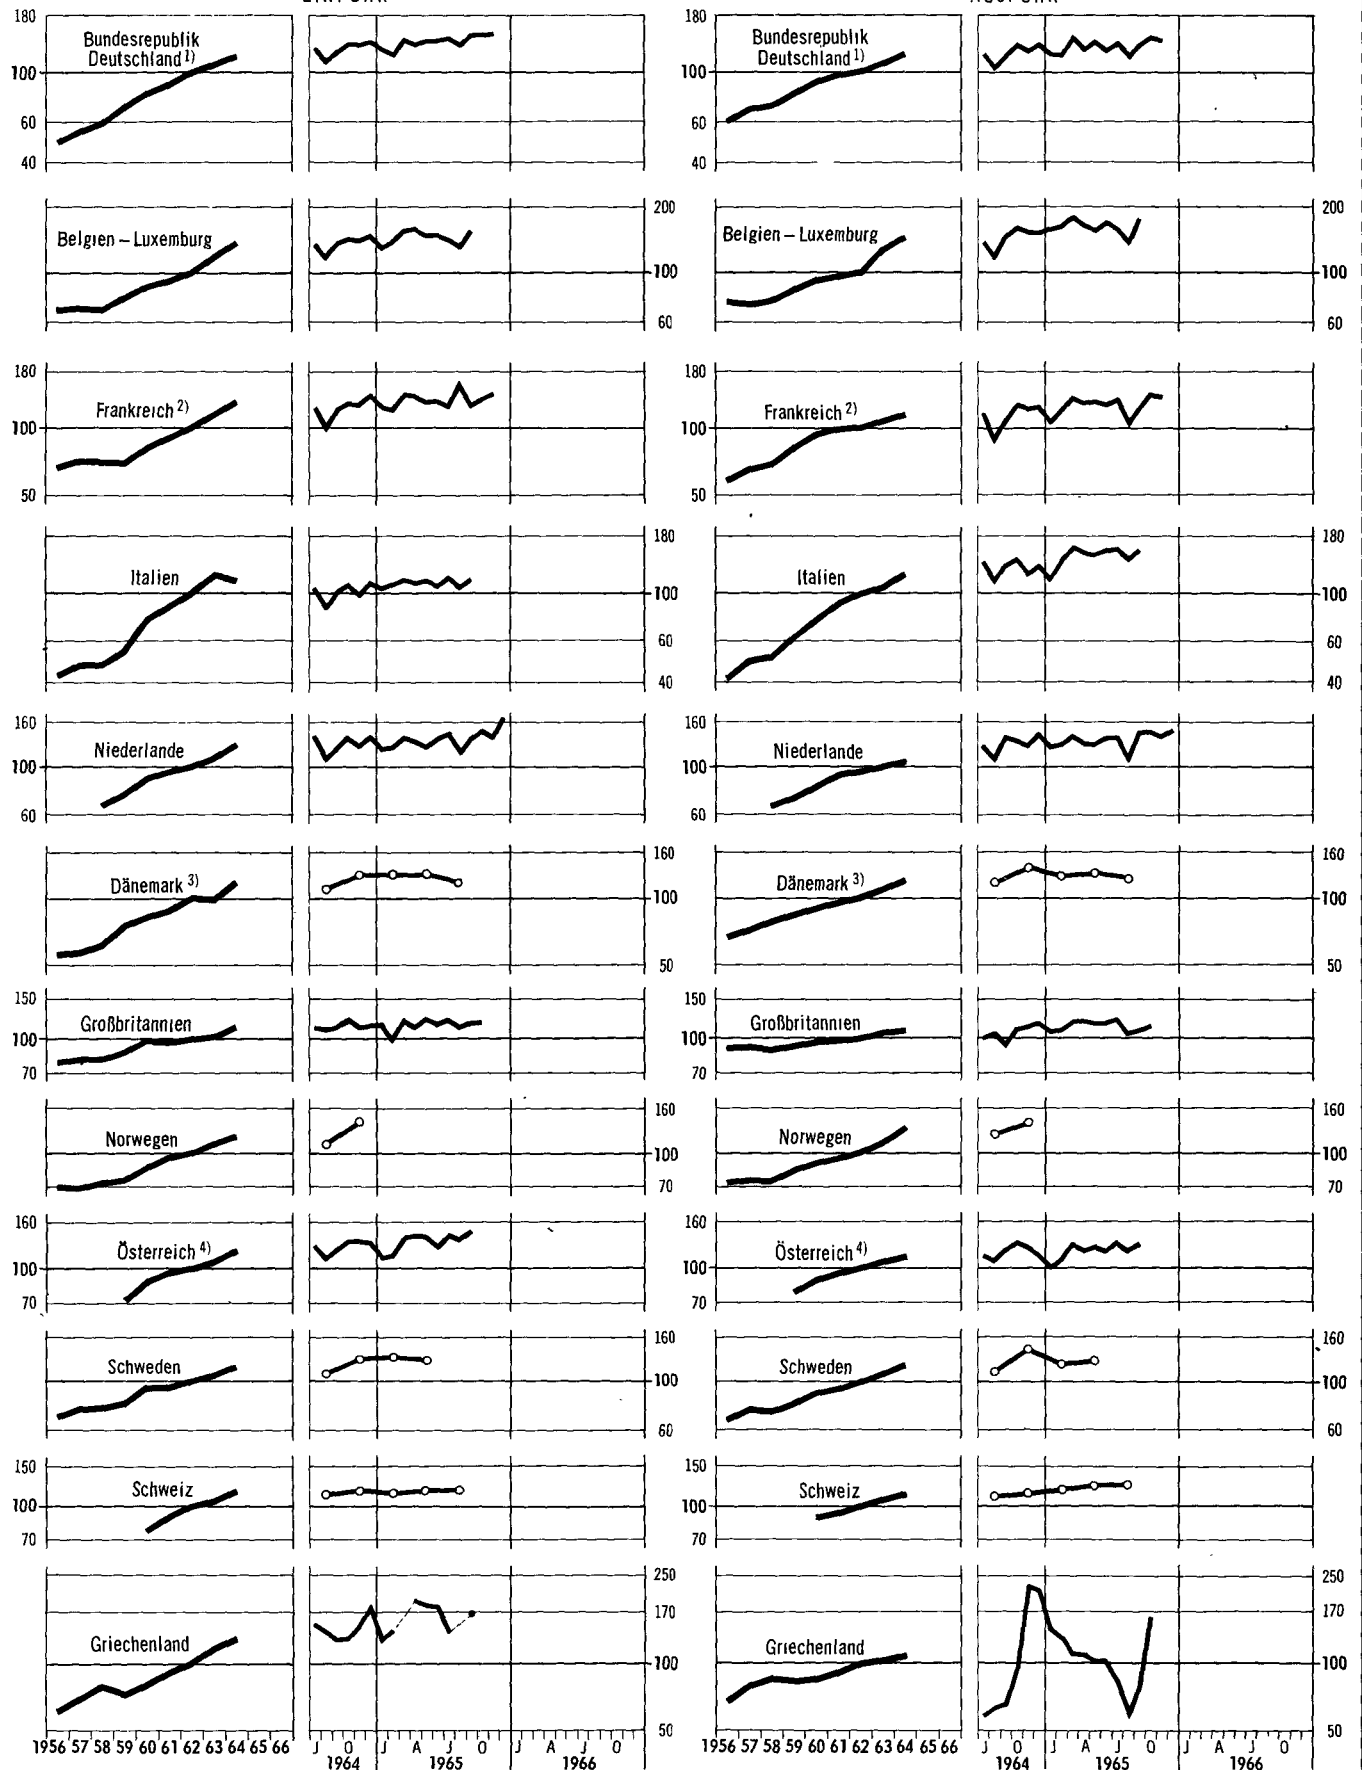 180 180
Bundesrepublik Bundesrepublik
Deutschland 1) Deutschland 1)
100 100
60 60
40 40
200 200
Belgien – Luxemburg Belgien – Luxemburg
100 100
60 60
180 180
Frankreich 2) Frankreich 2)
100 100
50 50
180 180
Italien Italien
100 100
60 60
40 40
160 160
Niederlande Niederlande
100 100
60 60
160 160
Dänemark 3) Dänemark 3)
100 100
50 50
150 150
Großbritannien Großbritannien
100 100
70 70
160 160
Norwegen Norwegen
100 100
70 70
160 160
Österreich 4) Österreich 4)
100 100
70 70
160 160
Schweden Schweden
100 100
60 60
150 150
Schweiz Schweiz
100 100
70 70
250 250
170 170
Griechenland Griechenland
100 100
50 50
1956 57 58 59 60 61 62 63 64 65 66 J O J A J O J A J O 1956 57 58 59 60 61 62 63 64 65 66 J O J A J O J A J O
1964 1965 1966 1964 1965 1966